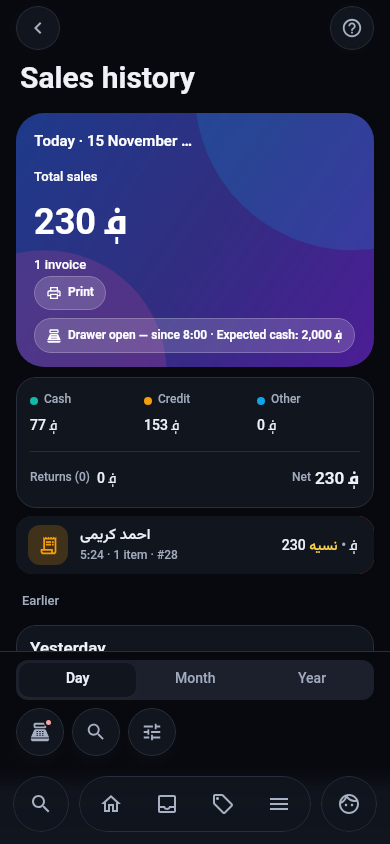 Sales history
Today · 15 November ...
Total sales
230 ؋
1 invoice
Print
Drawer open — since 8:00 · Expected cash: 2,000 ؋
Cash
77 ؋
Credit
153 ؋
Other
0 ؋
Returns (0) 0 ؋
Net 230 ؋
احمد کریمی
5:24 · 1 item · #28
230 نسیه • ؋
Earlier
Yesterday
Day
Month
Year